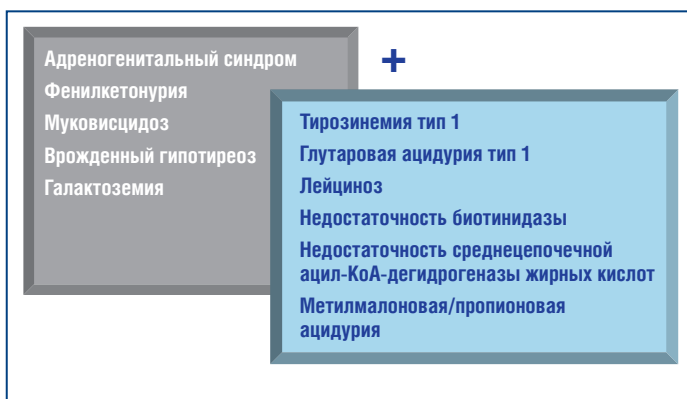 Адреногенитальный синдром
Фенилкетонурия
Муковисцидоз
Врожденный гипотиреоз
Галактоземия
+
Тирозинемия тип 1
Глутаровая ацидурия тип 1
Лейциноз
Недостаточность биотинидазы
Недостаточность среднецепочечной
ацил-КоА-дегидрогеназы жирных кислот
Метилмалоновая/пропионовая
ацидурия